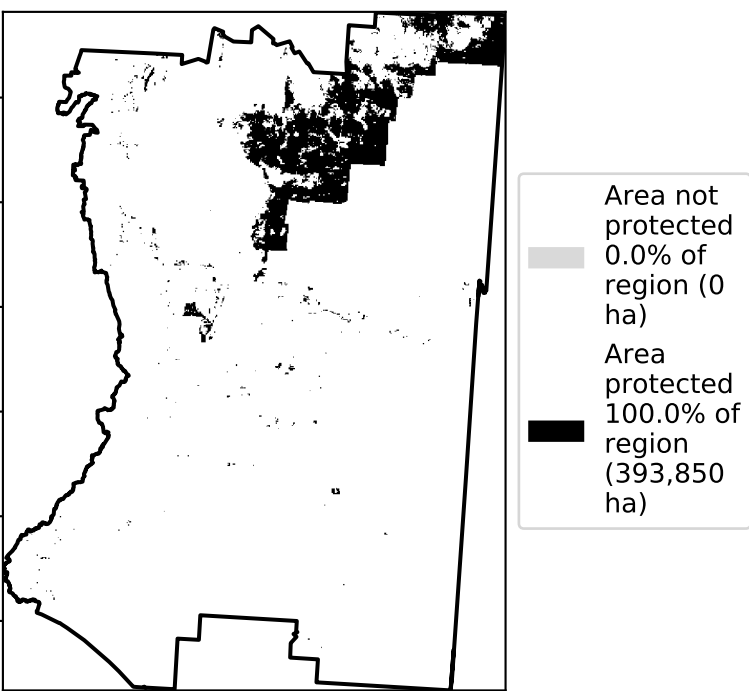 Area not
protected
0.0% of
region (0
ha)
Area
protected
100.0% of
region
(393,850
ha)